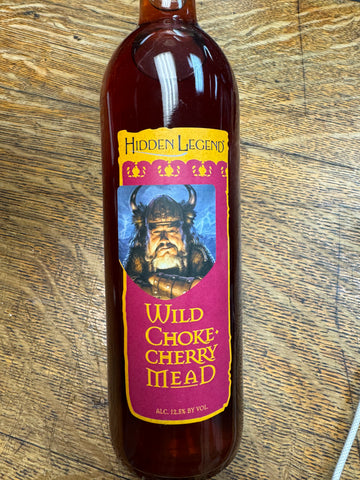 HIDDEN LEGEND
WILD
CHOKE-
CHERRY
MEAD
ALC. 12.5% BY VOL.